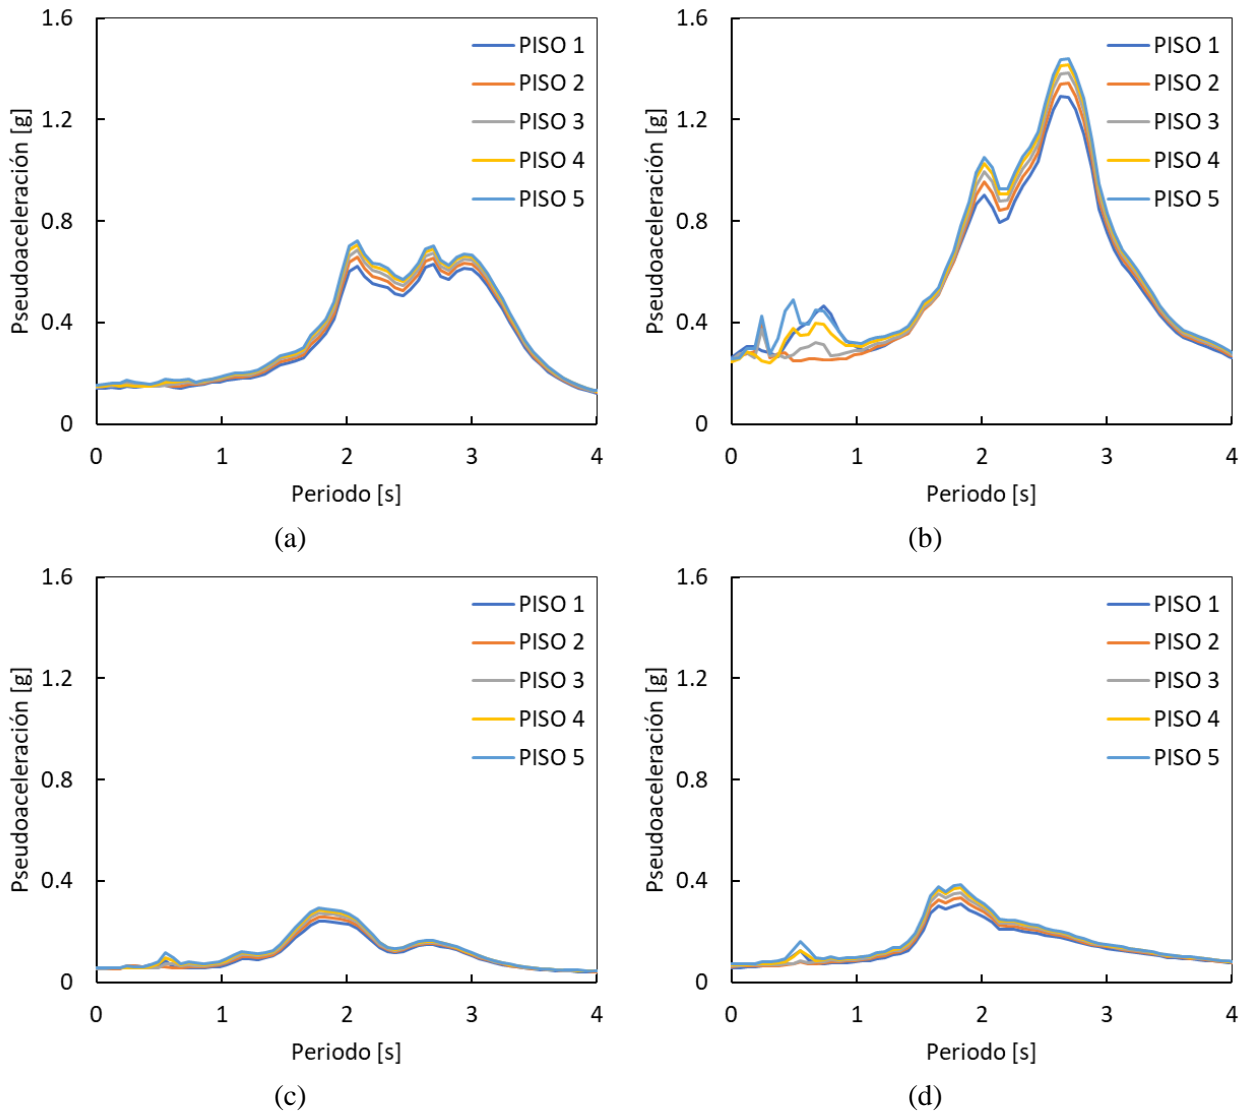 1.6
1.2
0.8
0.4
0
Pseudoaceleración [g]
PISO 1
PISO 2
PISO 3
PISO 4
PISO 5
0 1 2 3 4
Periodo [s]
(a)
1.6
1.2
0.8
0.4
0
Pseudoaceleración [g]
PISO 1
PISO 2
PISO 3
PISO 4
PISO 5
0 1 2 3 4
Periodo [s]
(b)
1.6
1.2
0.8
0.4
0
Pseudoaceleración [g]
PISO 1
PISO 2
PISO 3
PISO 4
PISO 5
0 1 2 3 4
Periodo [s]
(c)
1.6
1.2
0.8
0.4
0
Pseudoaceleración [g]
PISO 1
PISO 2
PISO 3
PISO 4
PISO 5
0 1 2 3 4
Periodo [s]
(d)